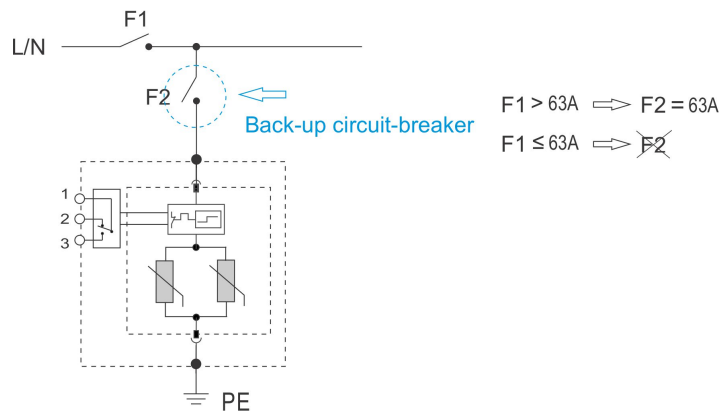 F1
L/N
F2
Back-up circuit-breaker
F1 > 63A ⇨ F2 = 63A
F1 ≤ 63A ⇨ F2
1
2
3
PE